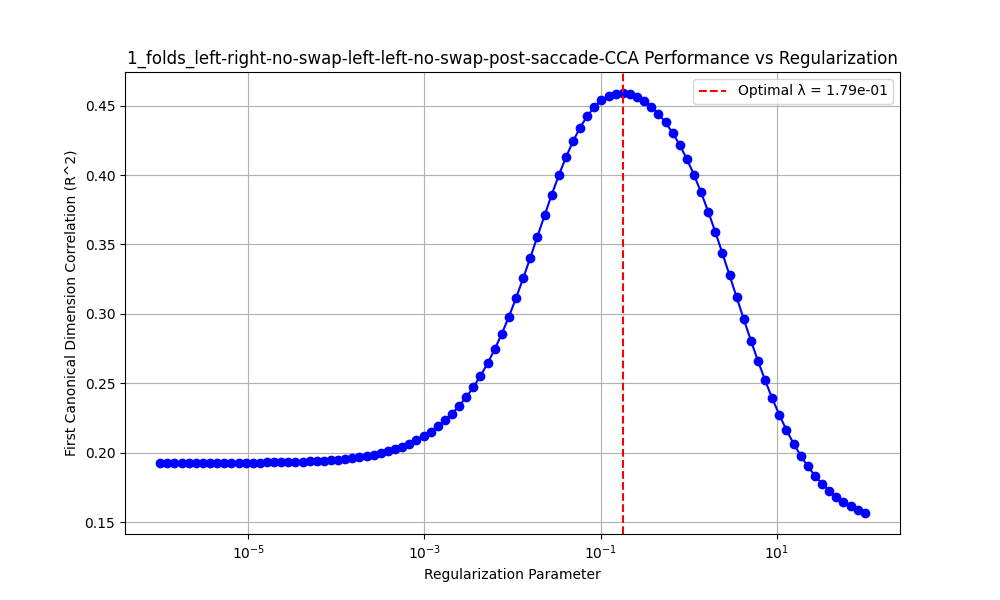 1_folds_left-right-no-swap-left-left-no-swap-post-saccade-CCA Performance vs Regularization
Optimal λ = 1.79e-01
First Canonical Dimension Correlation (R^2)
0.45
0.40
0.35
0.30
0.25
0.20
0.15
10⁻⁵
10⁻³
10⁻¹
10¹
Regularization Parameter